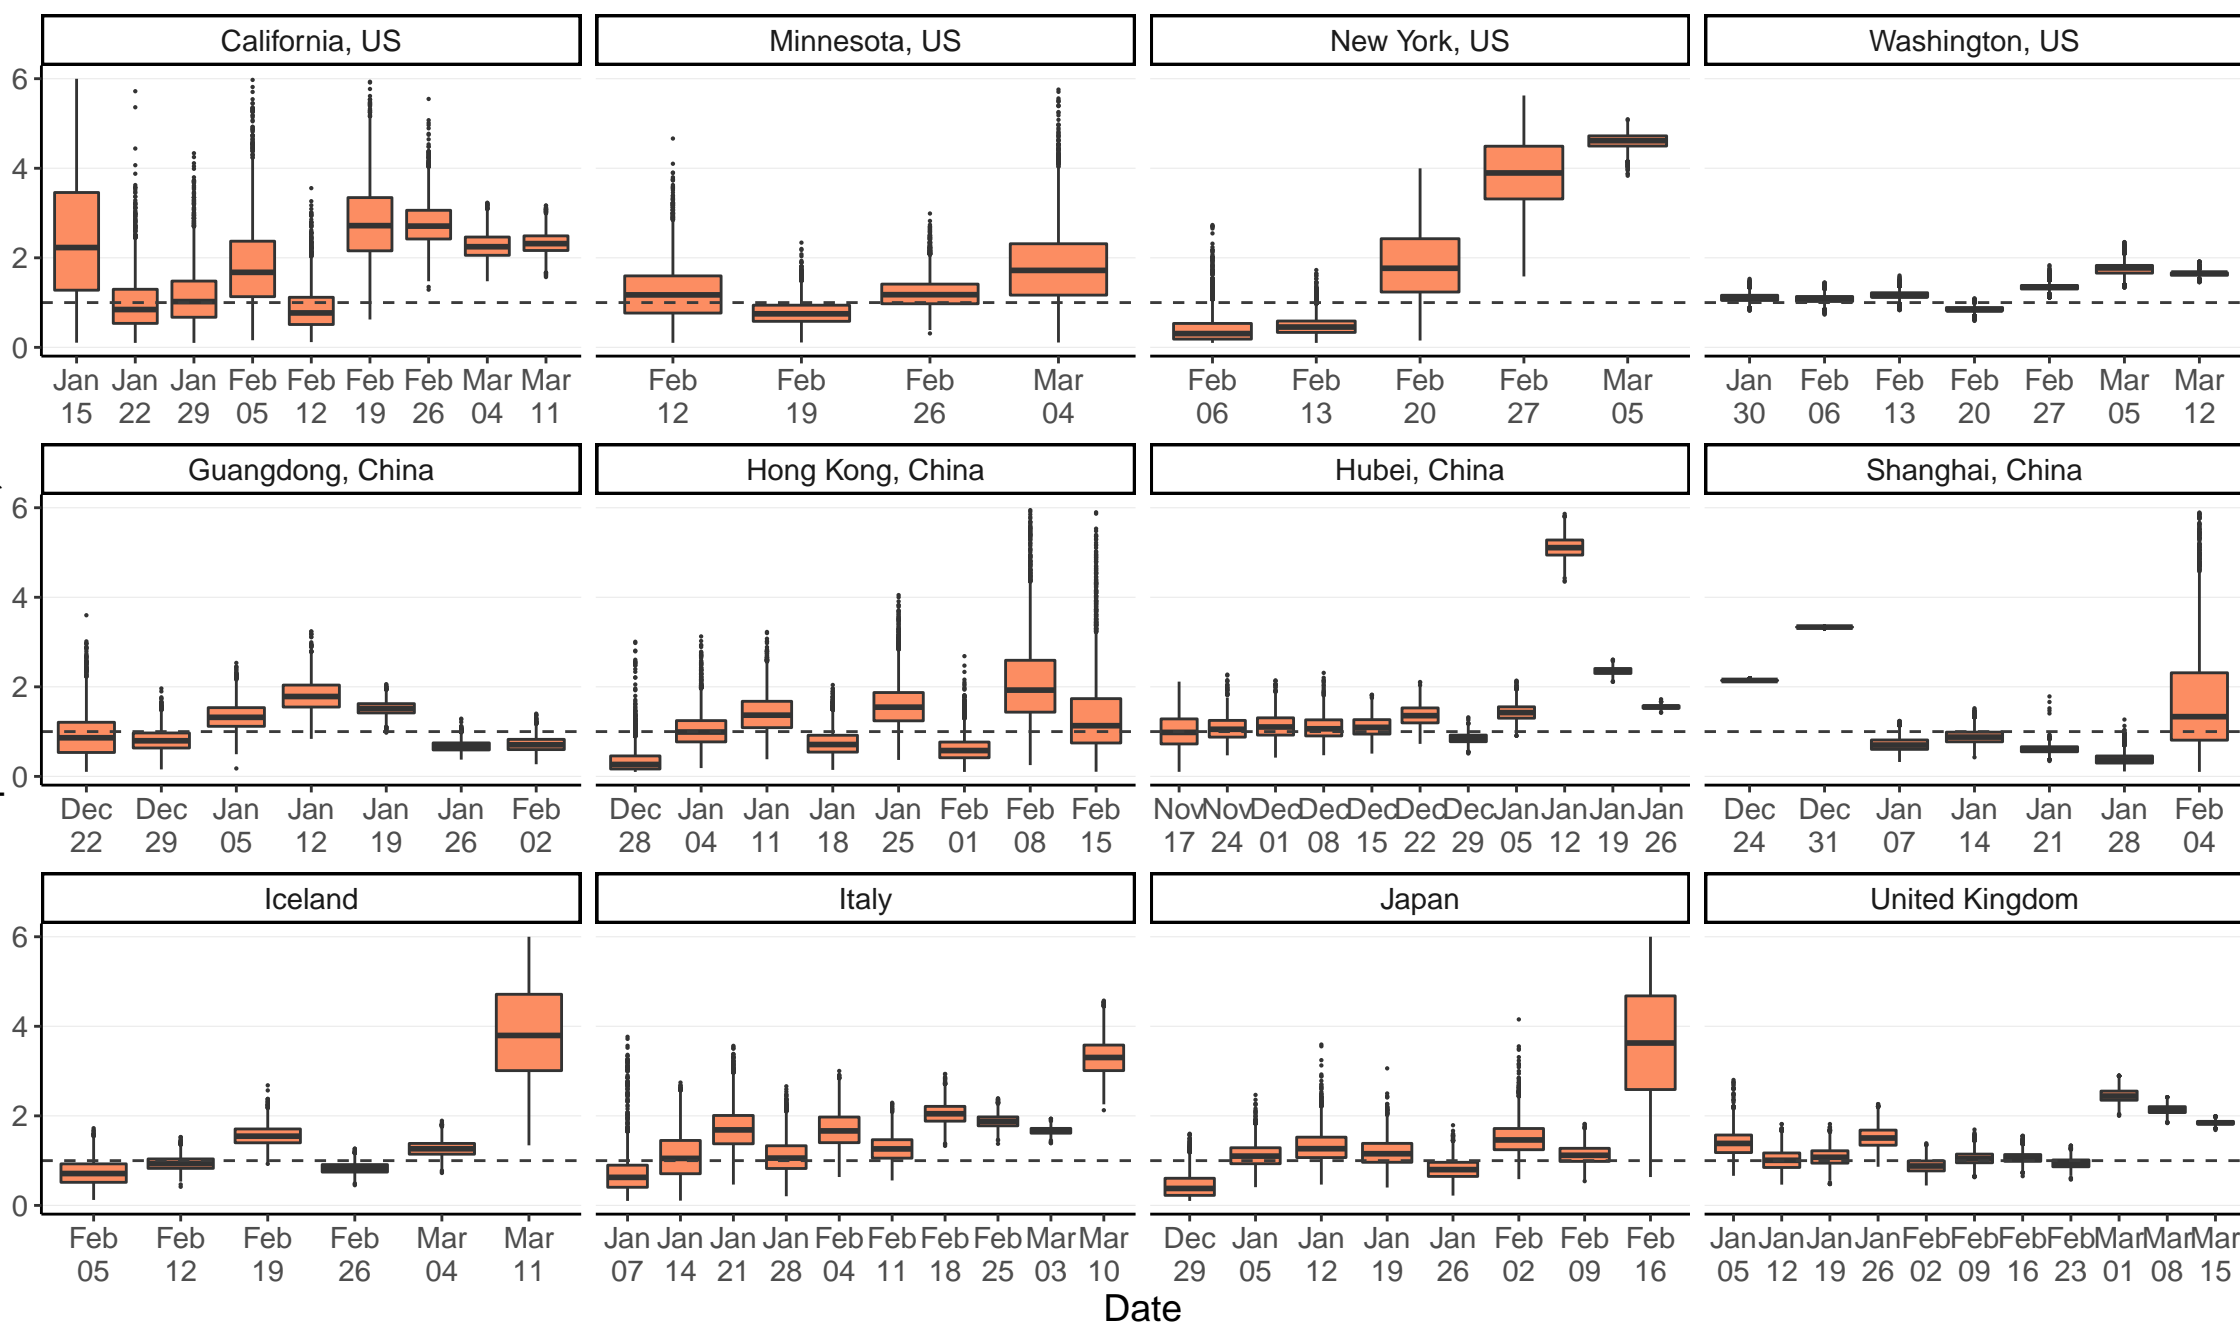 California, US Minnesota, US New York, US Washington, US
6
4
2
0
Jan Jan Jan Feb Feb Feb Feb Mar Mar Feb Feb Feb Mar Feb Feb Feb Feb Mar Jan Feb Feb Feb Feb Mar Mar
15 22 29 05 12 19 26 04 11 12 19 26 04 06 13 20 27 05 30 06 13 20 27 05 12
Guangdong, China Hong Kong, China Hubei, China Shanghai, China
6
4
2
0
Dec Dec Jan Jan Jan Jan Feb Dec Jan Jan Jan Jan Feb Feb Feb Nov Nov Dec Dec Dec Dec Dec Jan Jan Jan Jan Dec Dec Jan Jan Jan Jan Feb
22 29 05 12 19 26 02 28 04 11 18 25 01 08 15 17 24 01 08 15 22 29 05 12 19 26 24 31 07 14 21 28 04
Iceland Italy Japan United Kingdom
6
4
2
0
Feb Feb Feb Feb Mar Mar Jan Jan Jan Jan Feb Feb Feb Feb Mar Mar Dec Jan Jan Jan Jan Feb Feb Feb Jan Jan Jan Jan Feb Feb Feb Feb Mar Mar Mar
05 12 19 26 04 11 07 14 21 28 04 11 18 25 03 10 29 05 12 19 26 02 09 16 05 12 19 26 02 09 16 23 01 08 15
Date